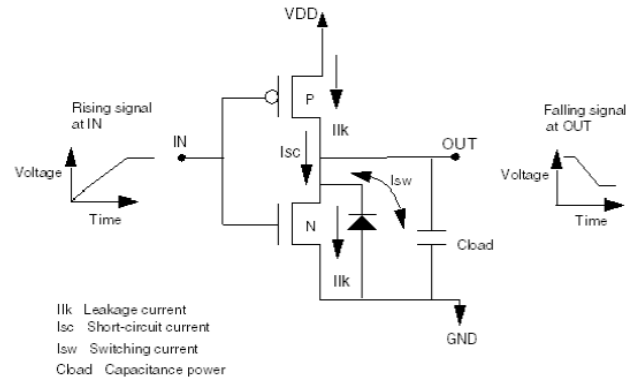 VDD
P
Ilk
Rising signal
at IN
IN
Isc
OUT
Falling signal
at OUT
Voltage
Time
Isw
N
Ilk
Cload
Voltage
Time
GND
Ilk Leakage current
Isc Short-circuit current
Isw Switching current
Cload Capacitance power